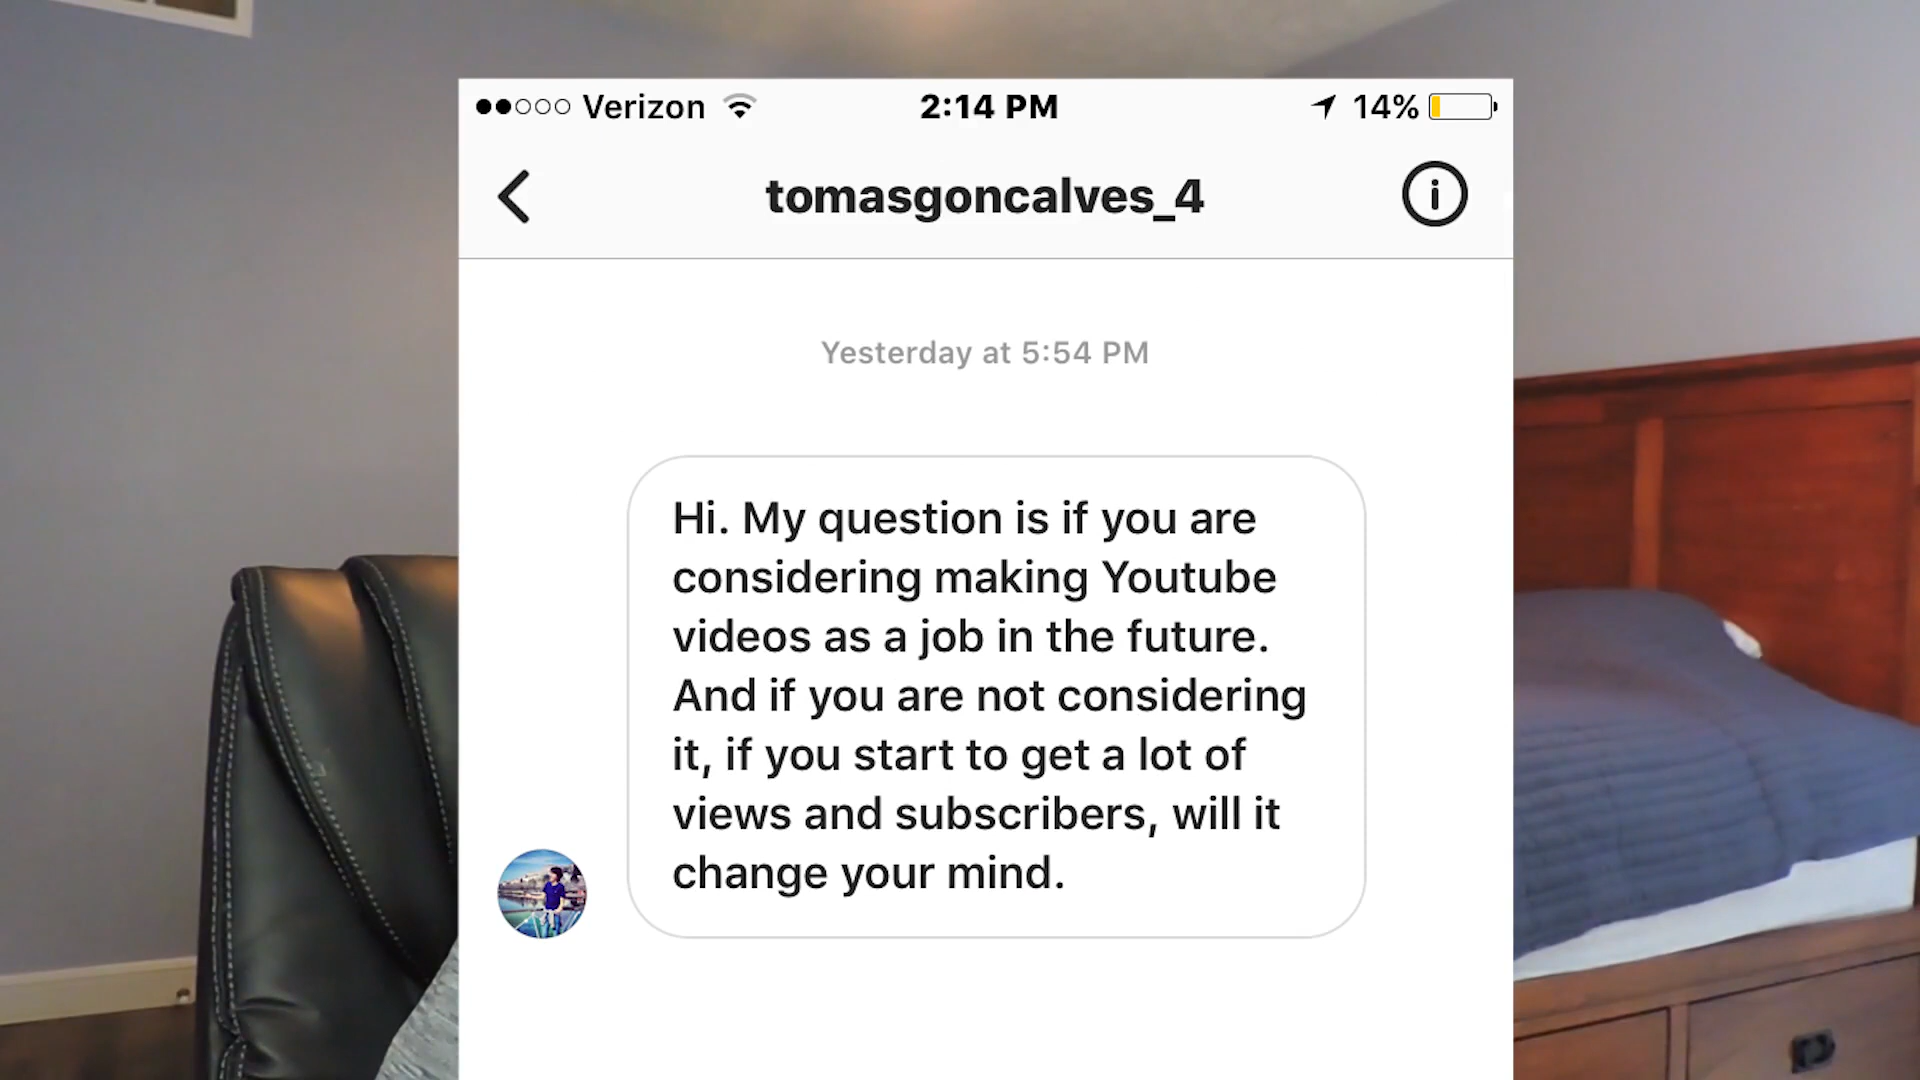 Verizon 2:14 PM 14%
tomasgoncalves_4
Yesterday at 5:54 PM
Hi. My question is if you are
considering making Youtube
videos as a job in the future.
And if you are not considering
it, if you start to get a lot of
views and subscribers, will it
change your mind.